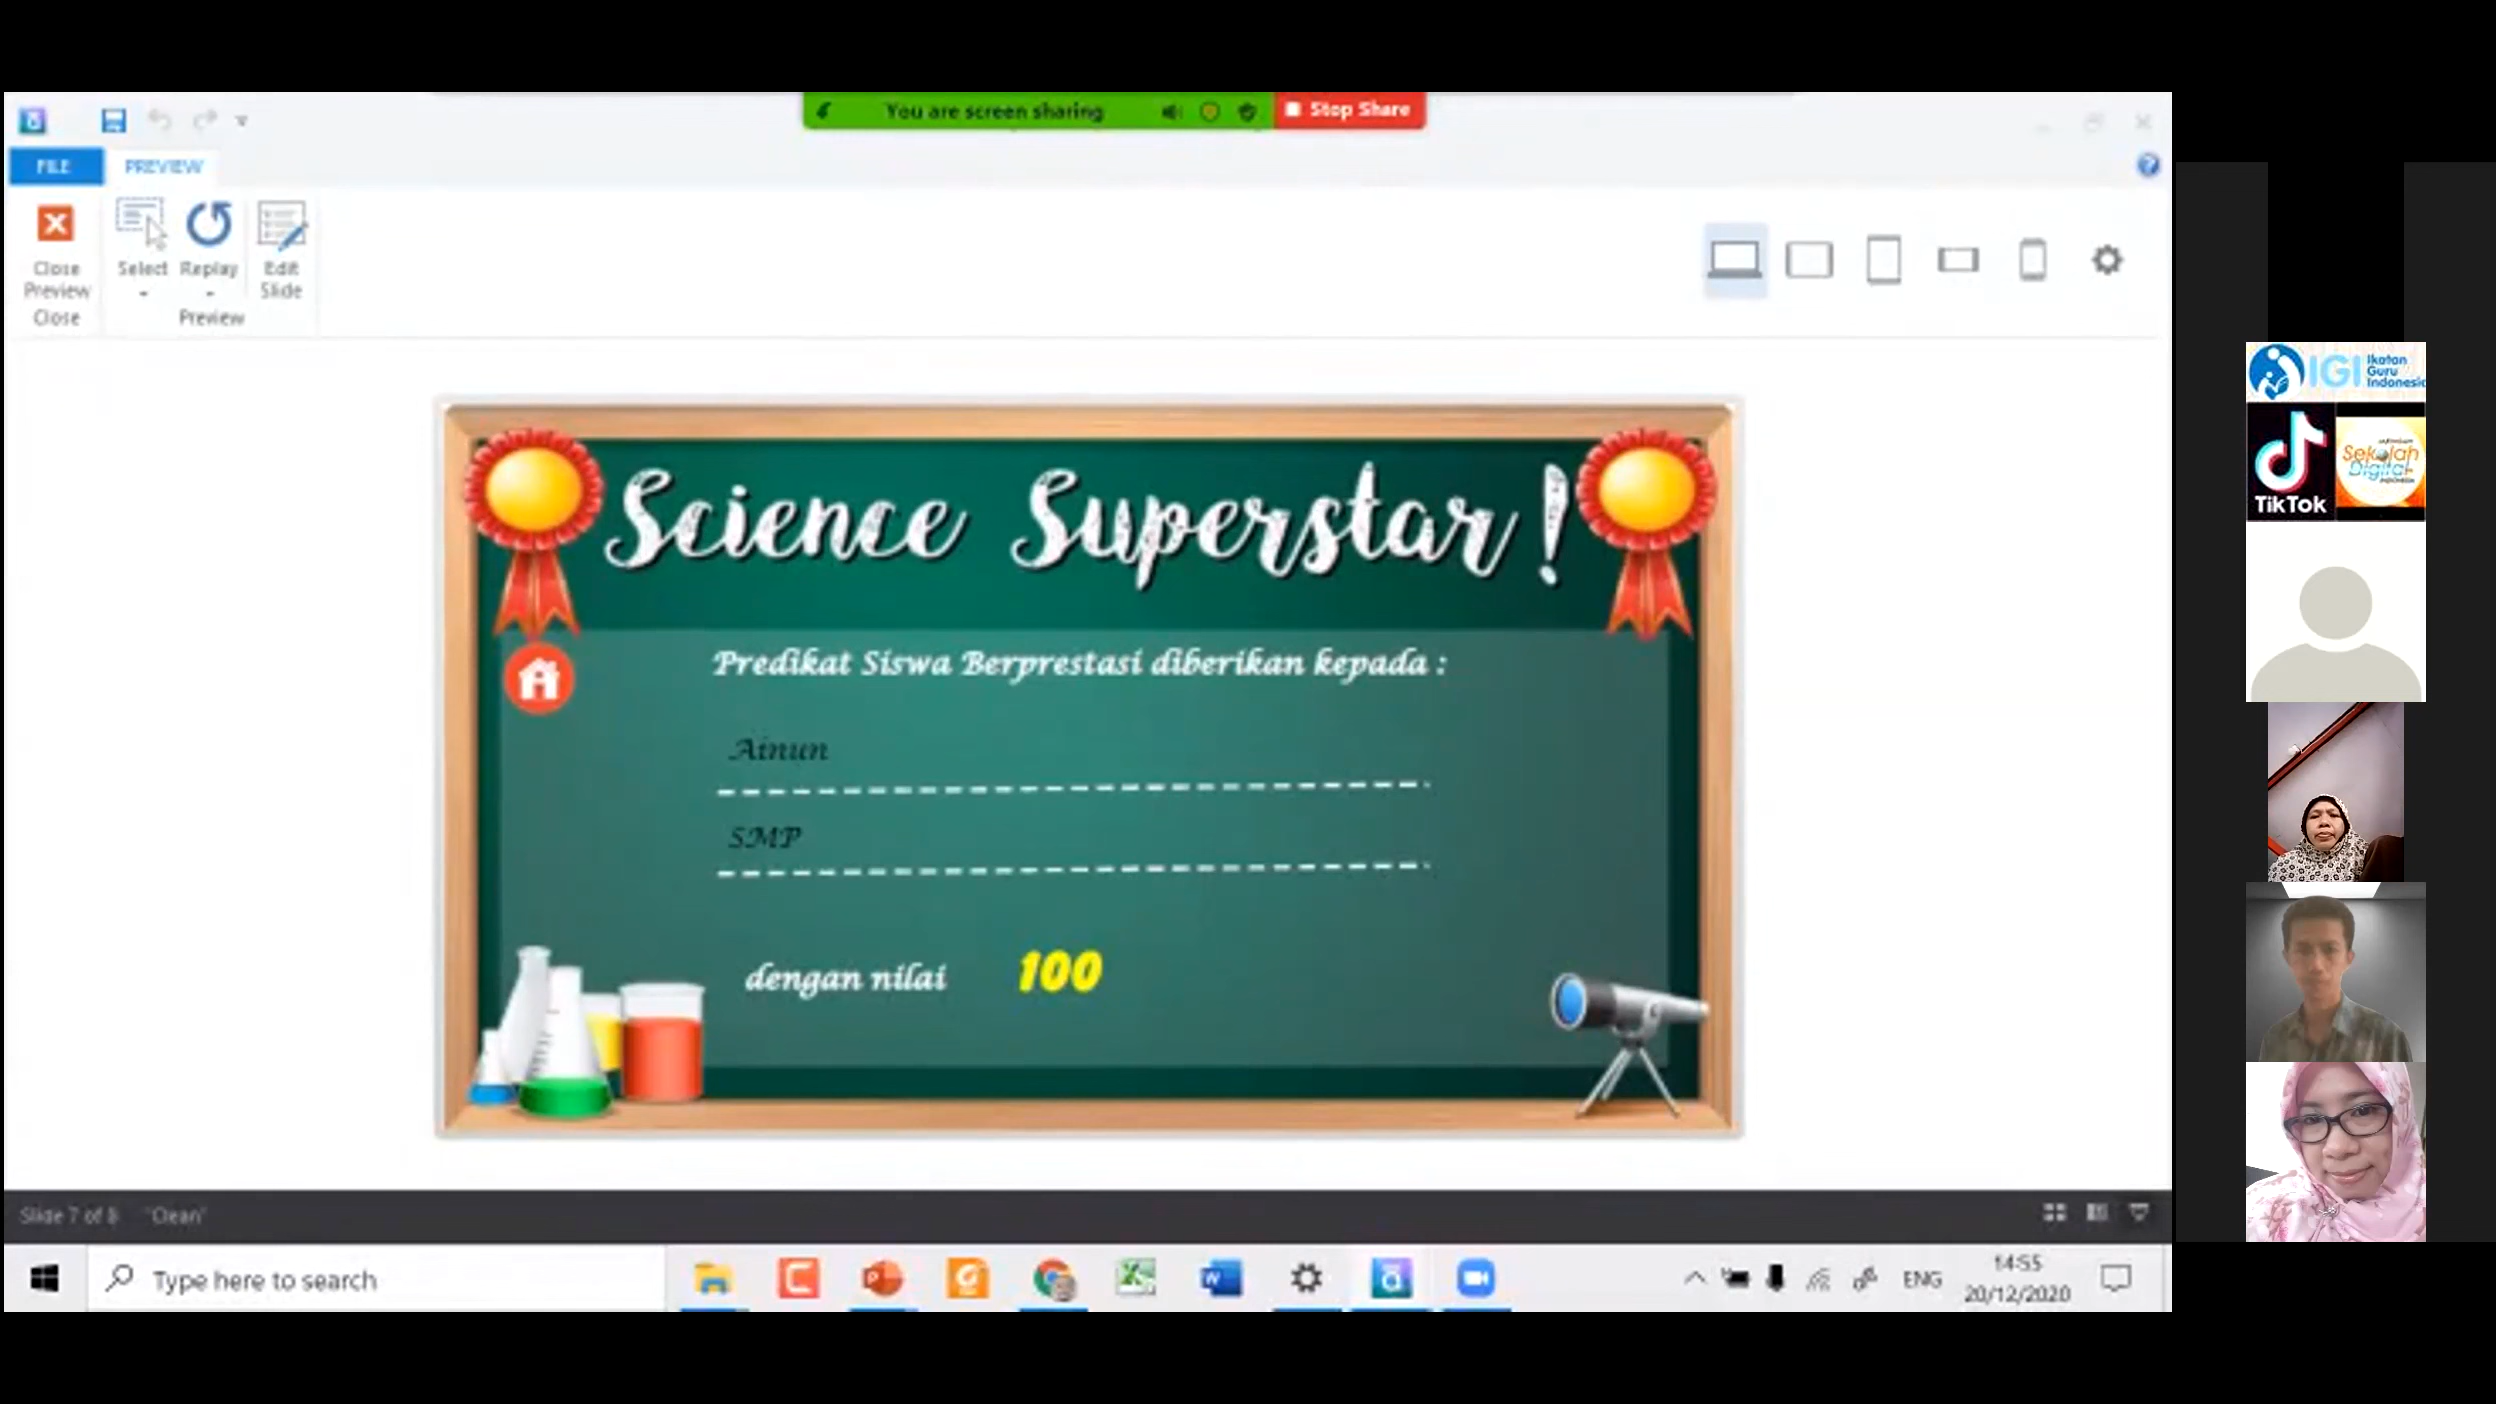 You are screen sharing
Stop Share
FILE
PREVIEW
Close Preview
Select
Replay
Edit Slide
Close
Preview
Science Superstar!
Predikat Siswa Berprestasi diberikan kepada :
Ainun
SMP
dengan nilai 100
Slide 7 of 8 "Clean"
Type here to search
ENG
14:55
20/12/2020
IGI Ikatan
Guru
Indonesia
TikTok
Sekolah
Digital